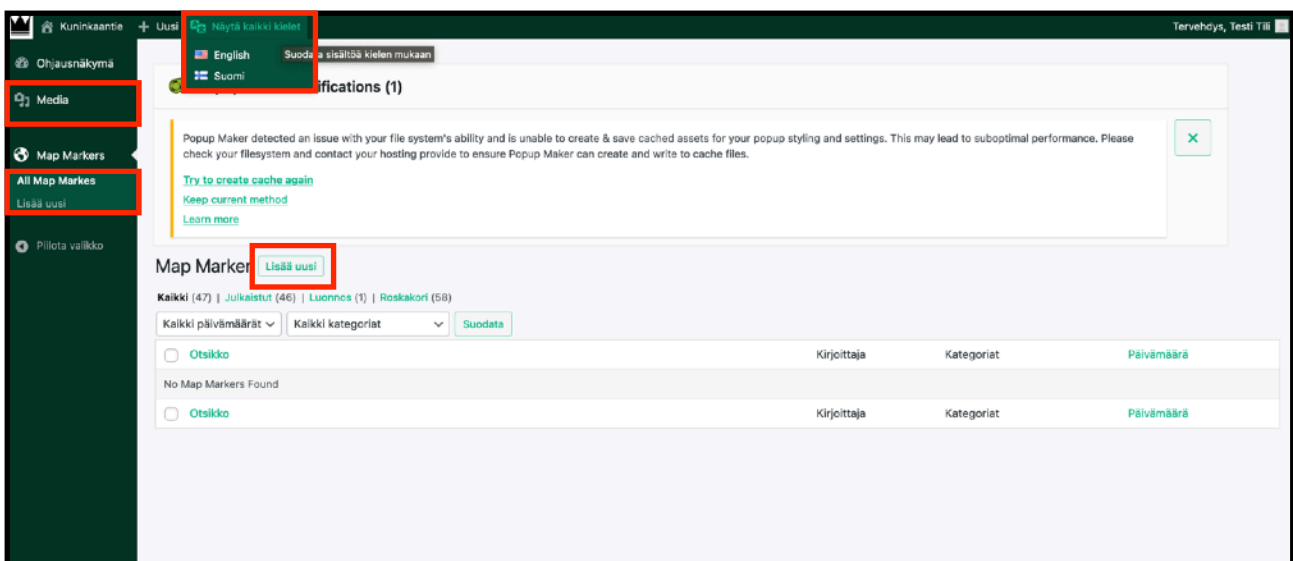 Kuninkaantie + Uusi Näytä kaikki kielet Tervehdys, Testi Tili
English
Suodata sisältöä kielen mukaan
Suomi
Ohjausnäkymä
Media
Map Markers
All Map Markes
Lisää uusi
Piilota valikko
ifications (1)
Popup Maker detected an issue with your file system's ability and is unable to create & save cached assets for your popup styling and settings. This may lead to suboptimal performance. Please
check your filesystem and contact your hosting provide to ensure Popup Maker can create and write to cache files.
Try to create cache again
Keep current method
Learn more
Map Marker Lisää uusi
Kaikki (47) | Julkaistut (46) | Luonnos (1) | Roskakori (58)
Kaikki päivämäärät Kaikki kategoriat Suodata
Otsikko Kirjoittaja Kategoriat Päivämäärä
No Map Markers Found
Otsikko Kirjoittaja Kategoriat Päivämäärä